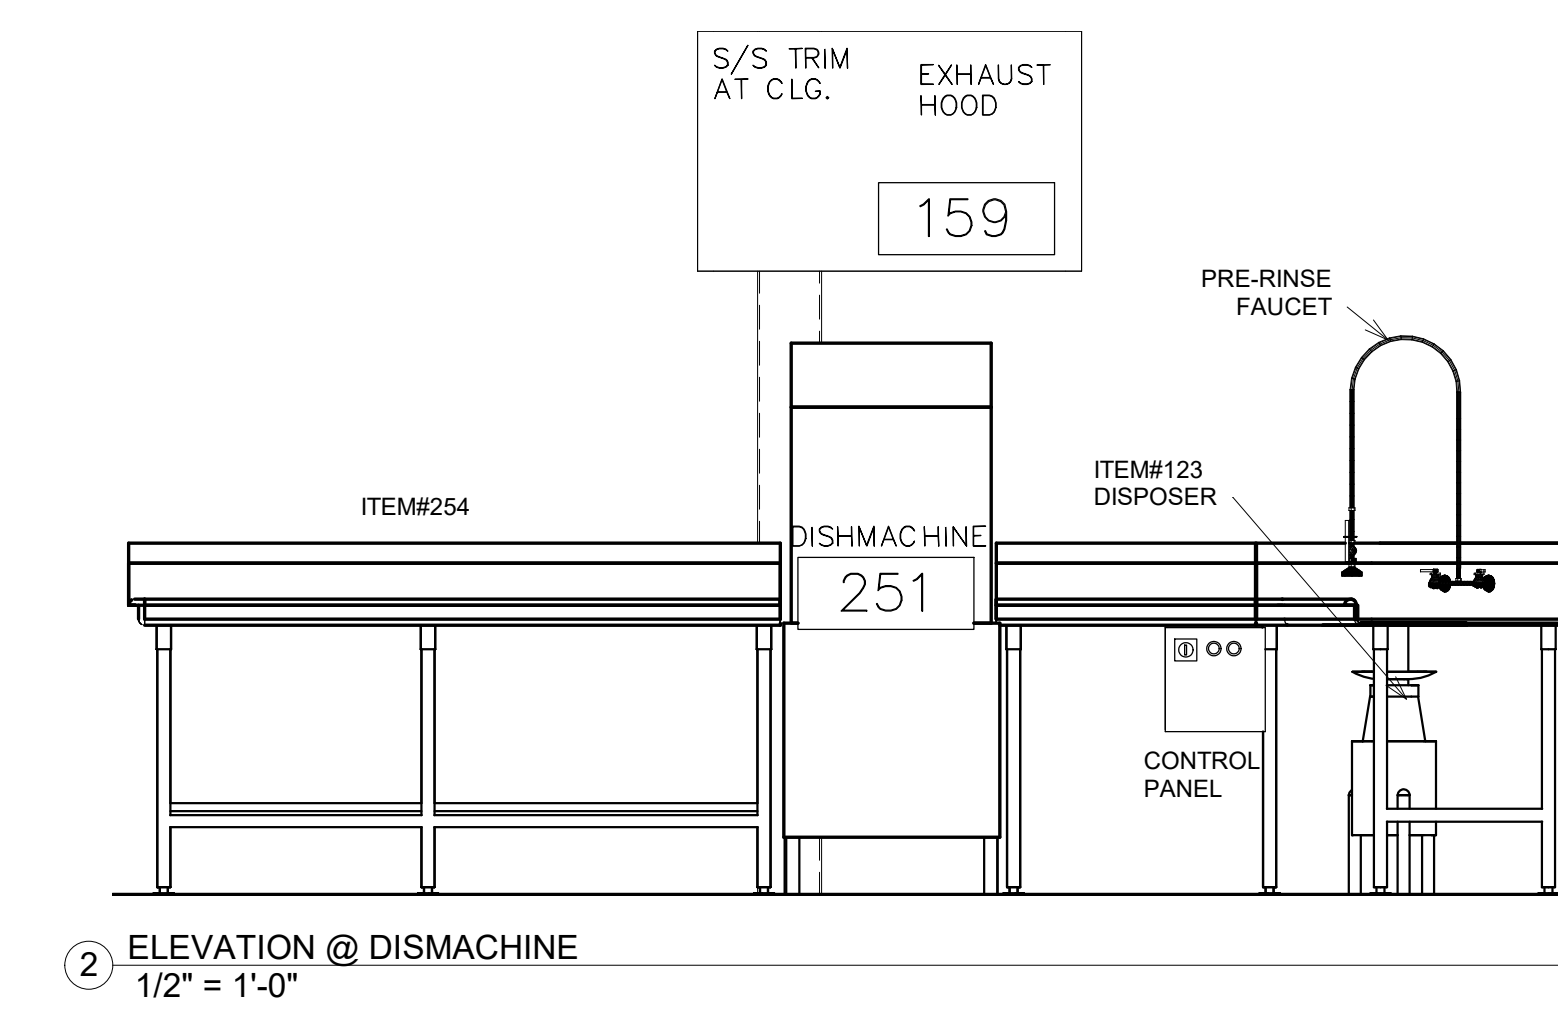 S/S TRIM
AT CLG.
EXHAUST
HOOD
159
PRE-RINSE
FAUCET
ITEM#123
DISPOSER
ITEM#254
DISHMACHINE
251
CONTROL
PANEL
2
ELEVATION @ DISMACHINE
1/2" = 1'-0"